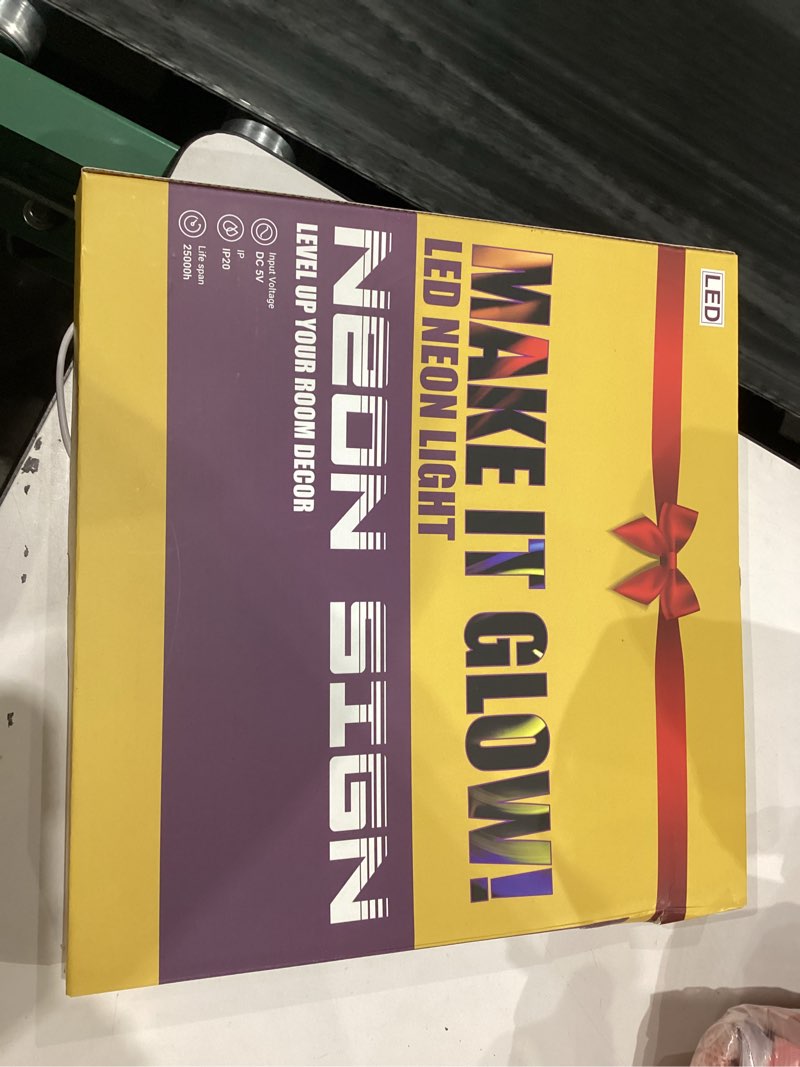 LED
MAKE IT GLOW!
LED NEON LIGHT
NEON SIGN
LEVEL UP YOUR ROOM DECOR
Input Voltage
DC 5V
IP
IP20
Life span
25000h